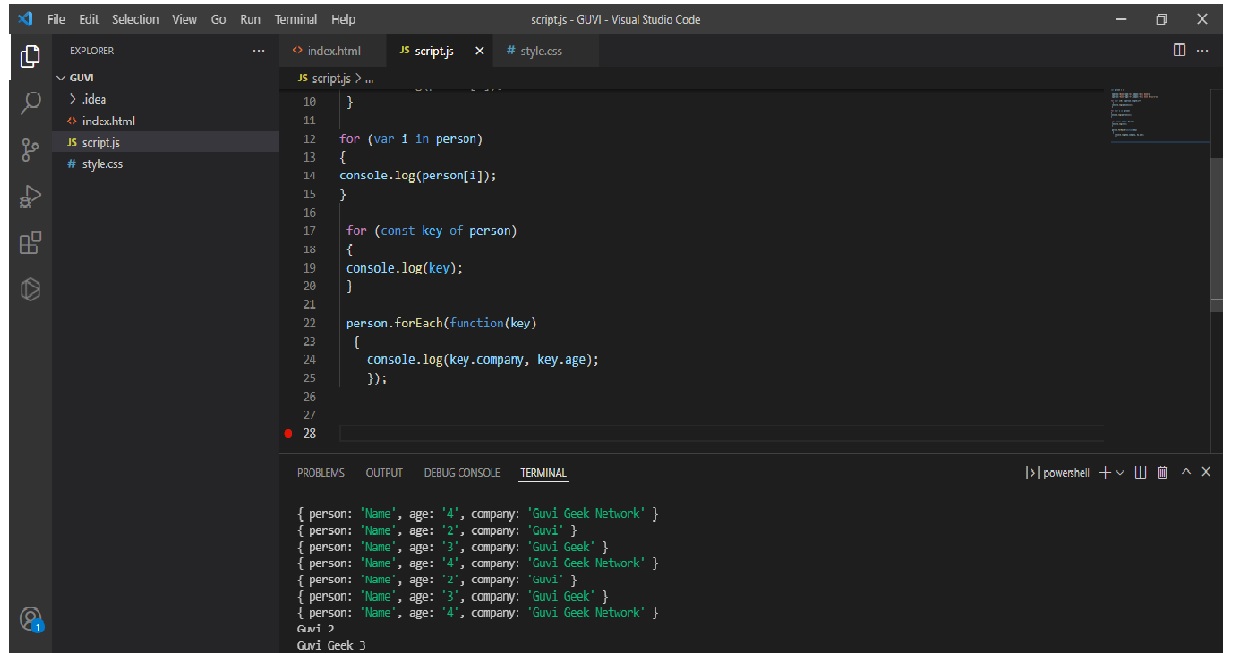 File Edit Selection View Go Run Terminal Help script.js - GUVI - Visual Studio Code
EXPLORER ...
GUVI
.idea
<> index.html
JS script.js
# style.css
<> index.html JS script.js # style.css ...
JS script.js > ...
10 }
11
12 for (var i in person)
13 {
14 console.log(person[i]);
15 }
16
17 for (const key of person)
18 {
19 console.log(key);
20 }
21
22 person.forEach(function(key)
23 {
24 console.log(key.company, key.age);
25 });
26
27
28
PROBLEMS OUTPUT DEBUG CONSOLE TERMINAL powershell
{ person: 'Name', age: '4', company: 'Guvi Geek Network' }
{ person: 'Name', age: '2', company: 'Guvi' }
{ person: 'Name', age: '3', company: 'Guvi Geek' }
{ person: 'Name', age: '4', company: 'Guvi Geek Network' }
{ person: 'Name', age: '2', company: 'Guvi' }
{ person: 'Name', age: '3', company: 'Guvi Geek' }
{ person: 'Name', age: '4', company: 'Guvi Geek Network' }
Guvi 2
Guvi Geek 3
1